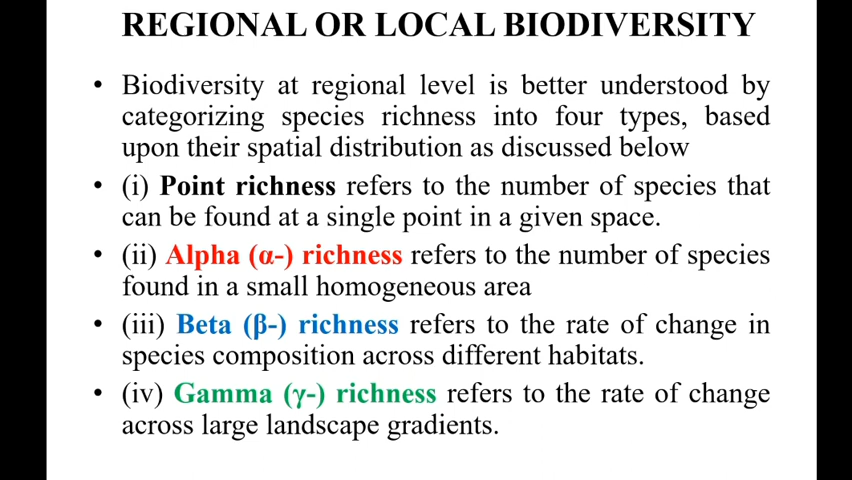 REGIONAL OR LOCAL BIODIVERSITY
• Biodiversity at regional level is better understood by
categorizing species richness into four types, based
upon their spatial distribution as discussed below
• (i) Point richness refers to the number of species that
can be found at a single point in a given space.
• (ii) Alpha (α-) richness refers to the number of species
found in a small homogeneous area
• (iii) Beta (β-) richness refers to the rate of change in
species composition across different habitats.
• (iv) Gamma (γ-) richness refers to the rate of change
across large landscape gradients.